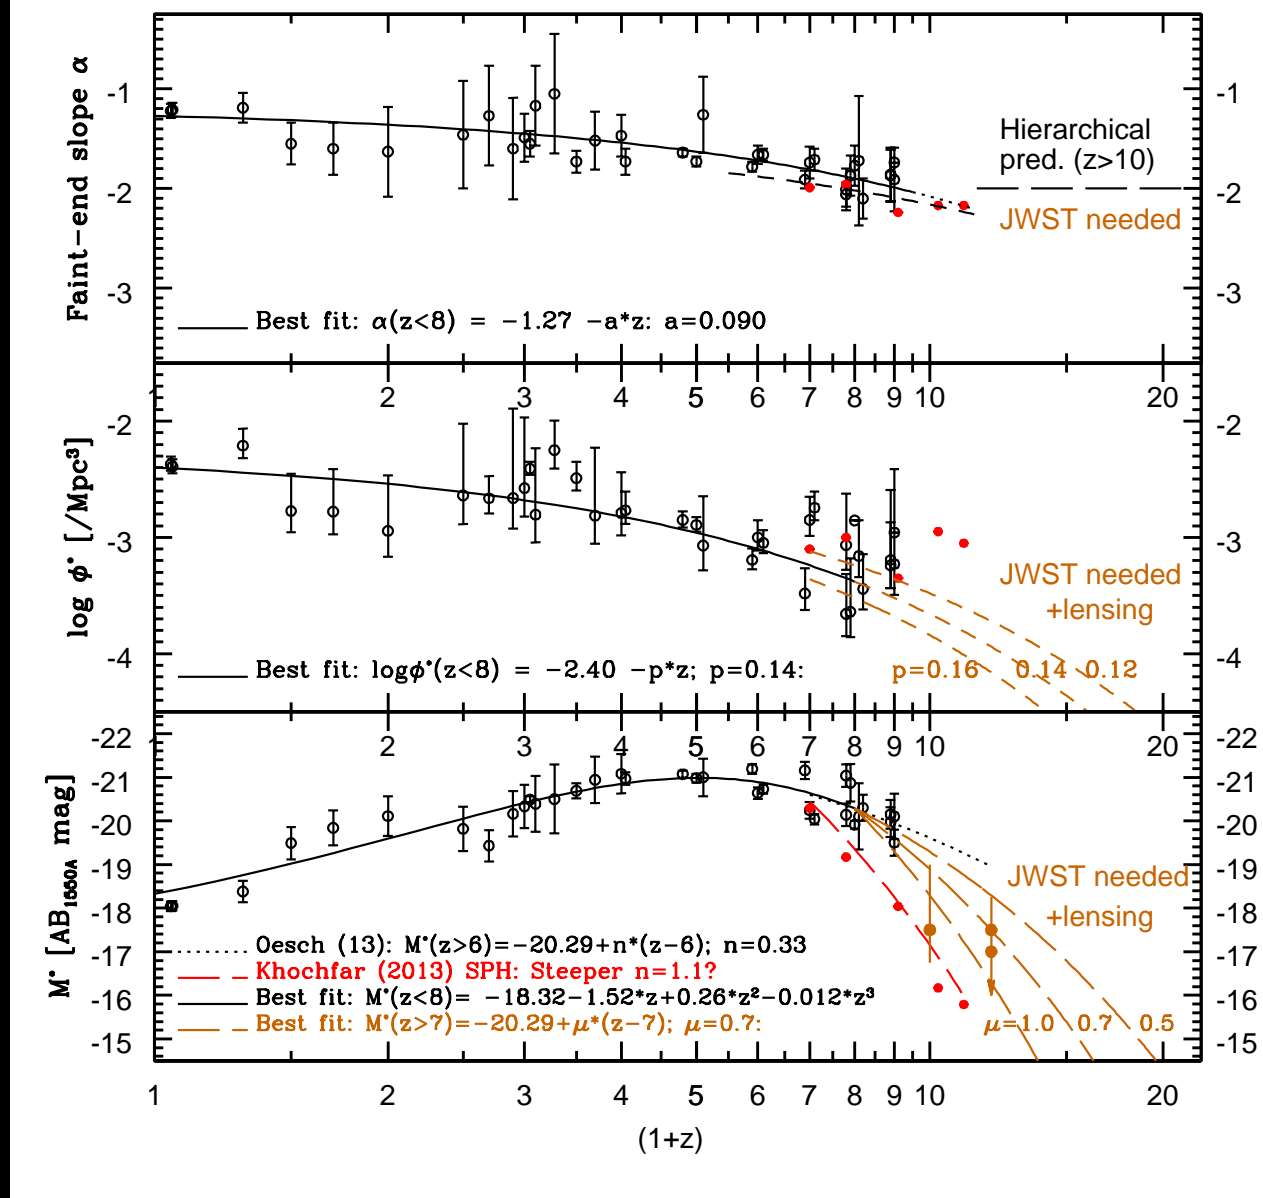 Faint-end slope α
-1
-2
-3
-1
-2
-3
Hierarchical
pred. (z>10)
JWST needed
Best fit: α(z<8) = -1.27 -a*z: a=0.090
1 2 3 4 5 6 7 8 9 10 20
log ϕ* [/Mpc³]
-2
-3
-4
-2
-3
-4
JWST needed
+lensing
Best fit: logϕ*(z<8) = -2.40 -p*z; p=0.14: p=0.16 0.14 0.12
1 2 3 4 5 6 7 8 9 10 20
M* [AB1550A mag]
-22
-21
-20
-19
-18
-17
-16
-15
-22
-21
-20
-19
-18
-17
-16
-15
JWST needed
+lensing
Oesch (13): M*(z>6)=-20.29+n*(z-6); n=0.33
Khochfar (2013) SPH: Steeper n=1.1?
Best fit: M*(z<8)= -18.32-1.52*z+0.26*z²-0.012*z³
Best fit: M*(z>7)=-20.29+μ*(z-7); μ=0.7: μ=1.0 0.7 0.5
1 2 3 4 5 6 7 8 9 10 20
(1+z)